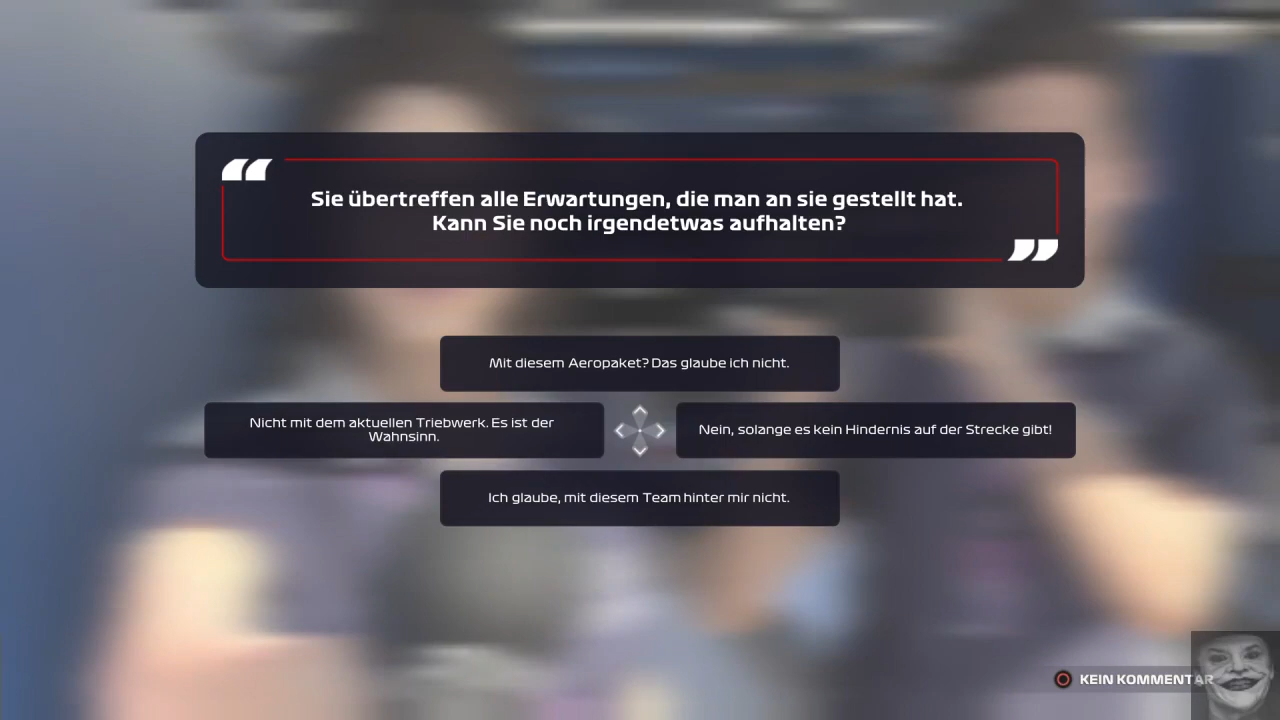 Sie übertreffen alle Erwartungen, die man an sie gestellt hat.
Kann Sie noch irgendetwas aufhalten?
Mit diesem Aeropaket? Das glaube ich nicht.
Nicht mit dem aktuellen Triebwerk. Es ist der
Wahnsinn.
Nein, solange es kein Hindernis auf der Strecke gibt!
Ich glaube, mit diesem Team hinter mir nicht.
KEIN KOMMENTAR